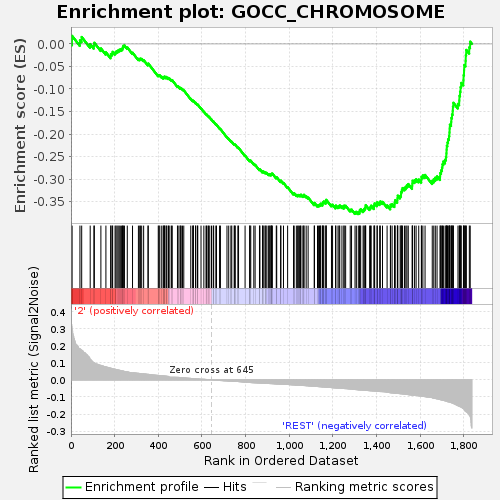 Enrichment plot: GOCC_CHROMOSOME
Enrichment score (ES)
0.00
-0.05
-0.10
-0.15
-0.20
-0.25
-0.30
-0.35
'2' (positively correlated)
Ranked list metric (Signal2Noise)
0.4
0.3
0.2
0.1
0.0
-0.1
-0.2
-0.3
Zero cross at 645
'REST' (negatively correlated)
0
200
400
600
800
1,000
1,200
1,400
1,600
1,800
Rank in Ordered Dataset
Enrichment profile
Hits
Ranking metric scores